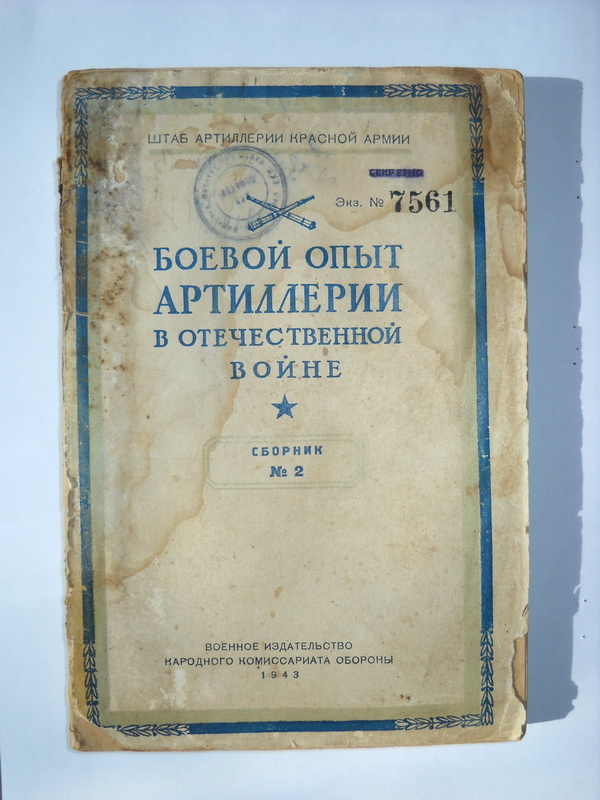 ШТАБ АРТИЛЛЕРИИ КРАСНОЙ АРМИИ
СЕКРЕТНО
Экз. № 7561
БОЕВОЙ ОПЫТ
АРТИЛЛЕРИИ
В ОТЕЧЕСТВЕННОЙ
ВОЙНЕ
СБОРНИК
№ 2
ВОЕННОЕ ИЗДАТЕЛЬСТВО
НАРОДНОГО КОМИССАРИАТА ОБОРОНЫ
1943